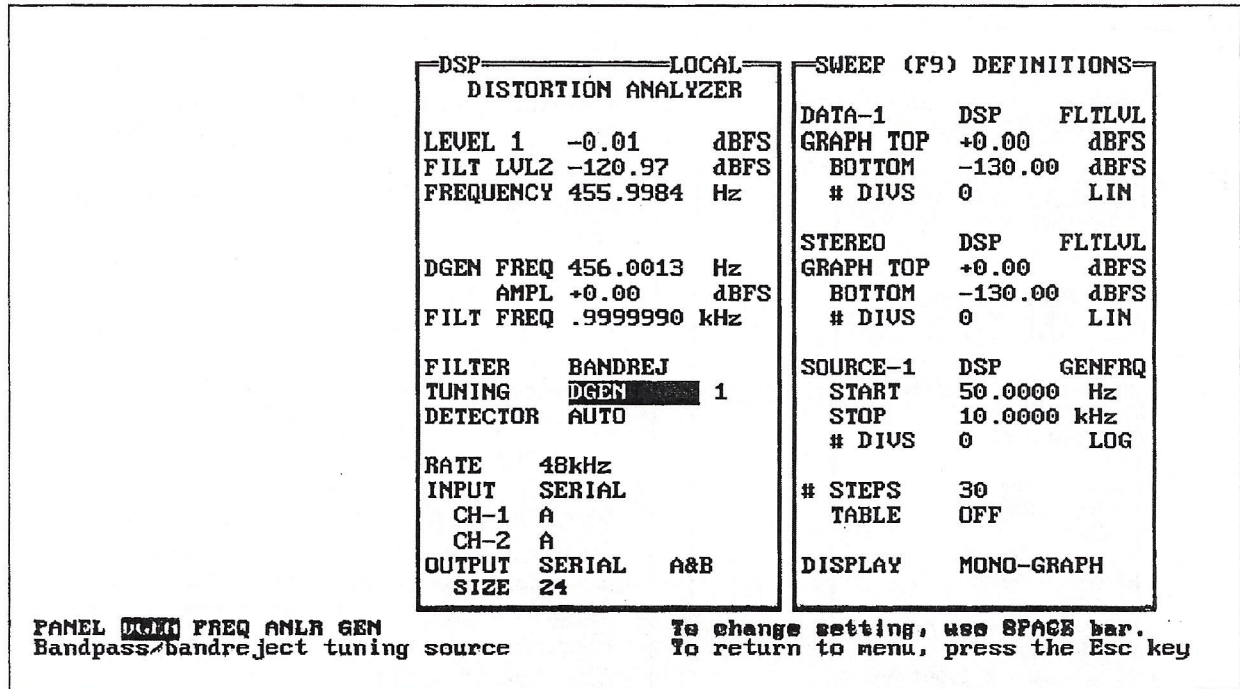 DSP LOCAL
DISTORTION ANALYZER
LEVEL 1 -0.01 dBFS
FILT LVL2 -120.97 dBFS
FREQUENCY 455.9984 Hz
DGEN FREQ 456.0013 Hz
AMPL +0.00 dBFS
FILT FREQ .9999990 kHz
FILTER BANDREJ
TUNING DGEN 1
DETECTOR AUTO
RATE 48kHz
INPUT SERIAL
CH-1 A
CH-2 A
OUTPUT SERIAL A&B
SIZE 24
SWEEP (F9) DEFINITIONS
DATA-1 DSP FLTLVL
GRAPH TOP +0.00 dBFS
BOTTOM -130.00 dBFS
# DIVS 0 LIN
STEREO DSP FLTLVL
GRAPH TOP +0.00 dBFS
BOTTOM -130.00 dBFS
# DIVS 0 LIN
SOURCE-1 DSP GENFRQ
START 50.0000 Hz
STOP 10.0000 kHz
# DIVS 0 LOG
# STEPS 30
TABLE OFF
DISPLAY MONO-GRAPH
PANEL DGEN FREQ ANLR GEN
Bandpass/bandreject tuning source
To change setting, use SPACE bar.
To return to menu, press the Esc key